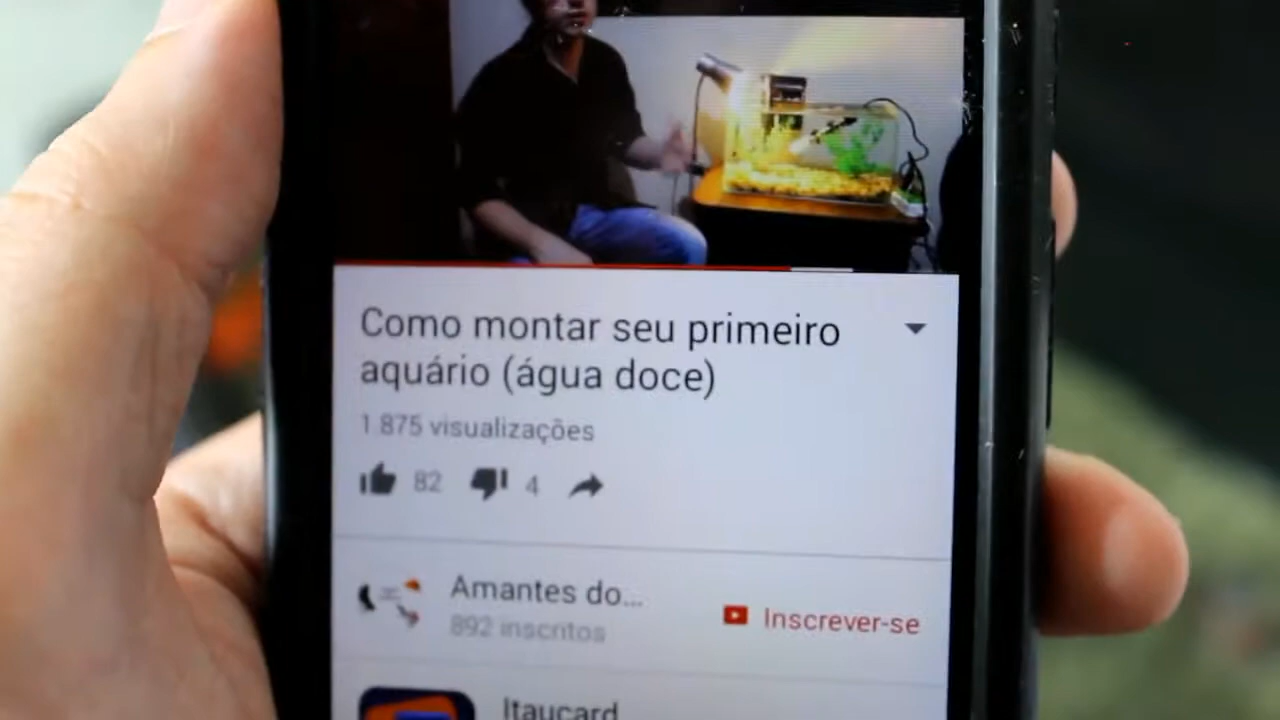 Como montar seu primeiro
aquário (água doce)
1.875 visualizações
82 4
Amantes do...
892 inscritos
Inscrever-se
Itaucard